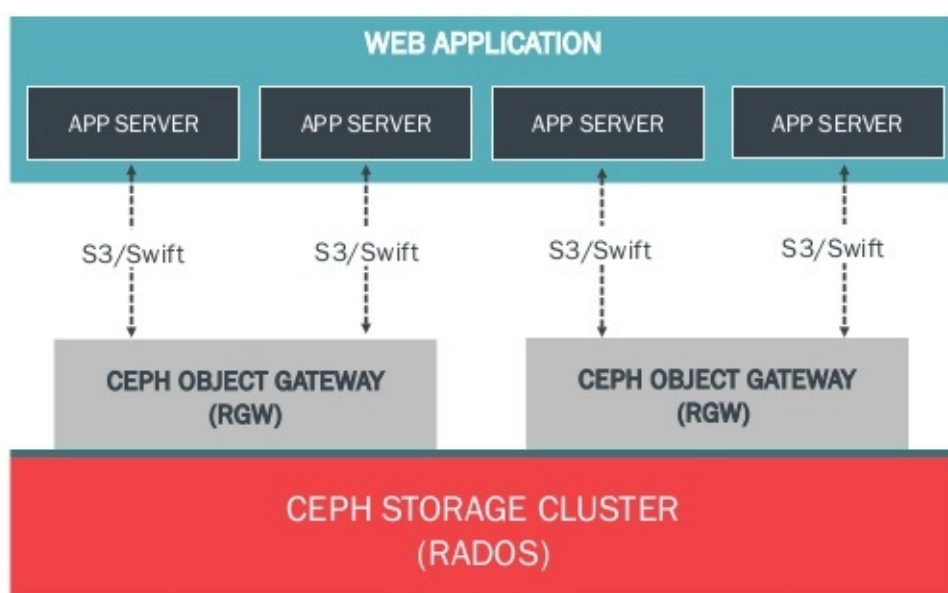 WEB APPLICATION
APP SERVER
APP SERVER
APP SERVER
APP SERVER
S3/Swift
S3/Swift
S3/Swift
S3/Swift
CEPH OBJECT GATEWAY
(RGW)
CEPH OBJECT GATEWAY
(RGW)
CEPH STORAGE CLUSTER
(RADOS)